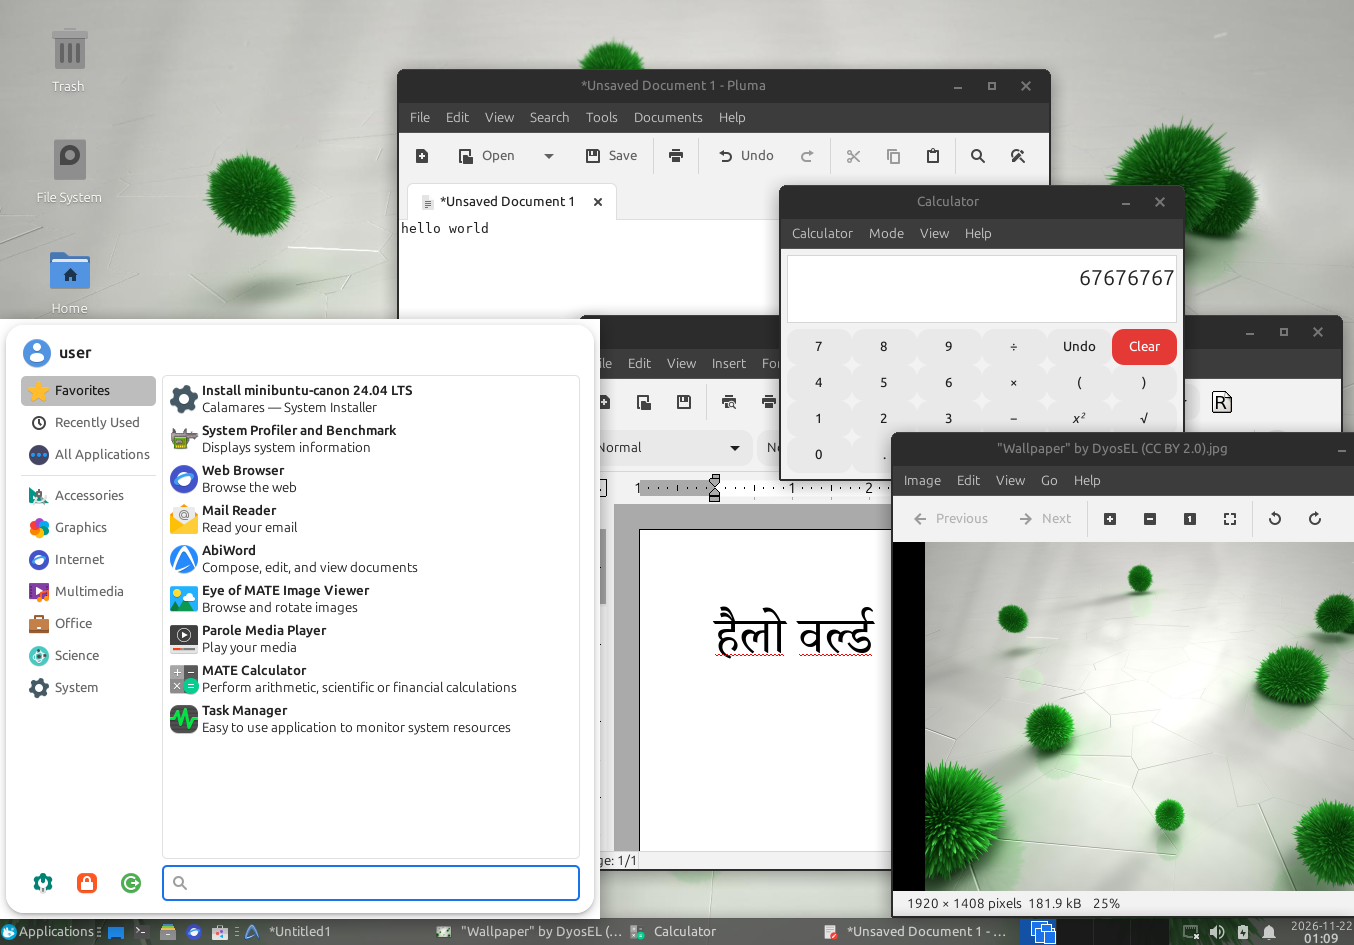 Trash
File System
Home
*Unsaved Document 1 - Pluma
File Edit View Search Tools Documents Help
Open Save Undo
*Unsaved Document 1
hello world
Calculator
Calculator Mode View Help
67676767
7 8 9 ÷ Undo Clear
4 5 6 × ( )
1 2 3 − x² √
0 .
Edit View Insert
Normal
1 1 2
हैलो वर्ल्ड
1/1
"Wallpaper" by DyosEL (CC BY 2.0).jpg
Image Edit View Go Help
Previous Next
1920 × 1408 pixels 181.9 kB 25%
user
Favorites
Recently Used
All Applications
Accessories
Graphics
Internet
Multimedia
Office
Science
System
Install minibuntu-canon 24.04 LTS
Calamares — System Installer
System Profiler and Benchmark
Displays system information
Web Browser
Browse the web
Mail Reader
Read your email
AbiWord
Compose, edit, and view documents
Eye of MATE Image Viewer
Browse and rotate images
Parole Media Player
Play your media
MATE Calculator
Perform arithmetic, scientific or financial calculations
Task Manager
Easy to use application to monitor system resources
Applications *Untitled1 "Wallpaper" by DyosEL (... Calculator *Unsaved Document 1 - ... 2026-11-22
01:09